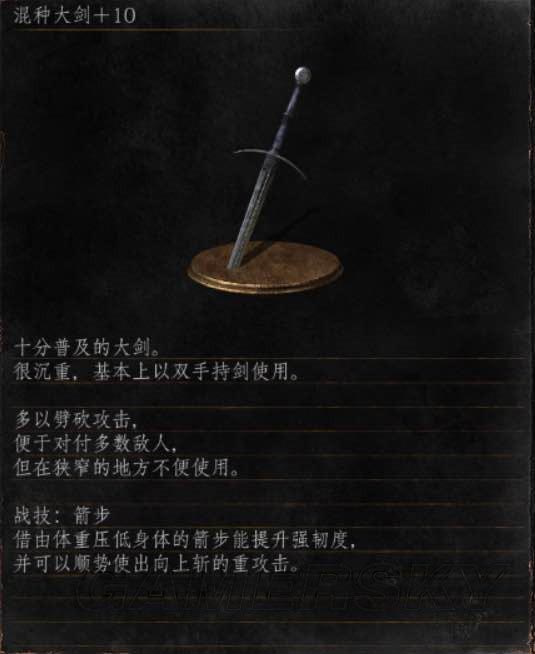 混种大剑＋10
十分普及的大剑。
很沉重，基本上以双手持剑使用。
多以劈砍攻击，
便于对付多数敌人，
但在狭窄的地方不便使用。
战技：箭步
借由体重压低身体的箭步能提升强韧度，
并可以顺势使出向上斩的重攻击。
GAMERSKY